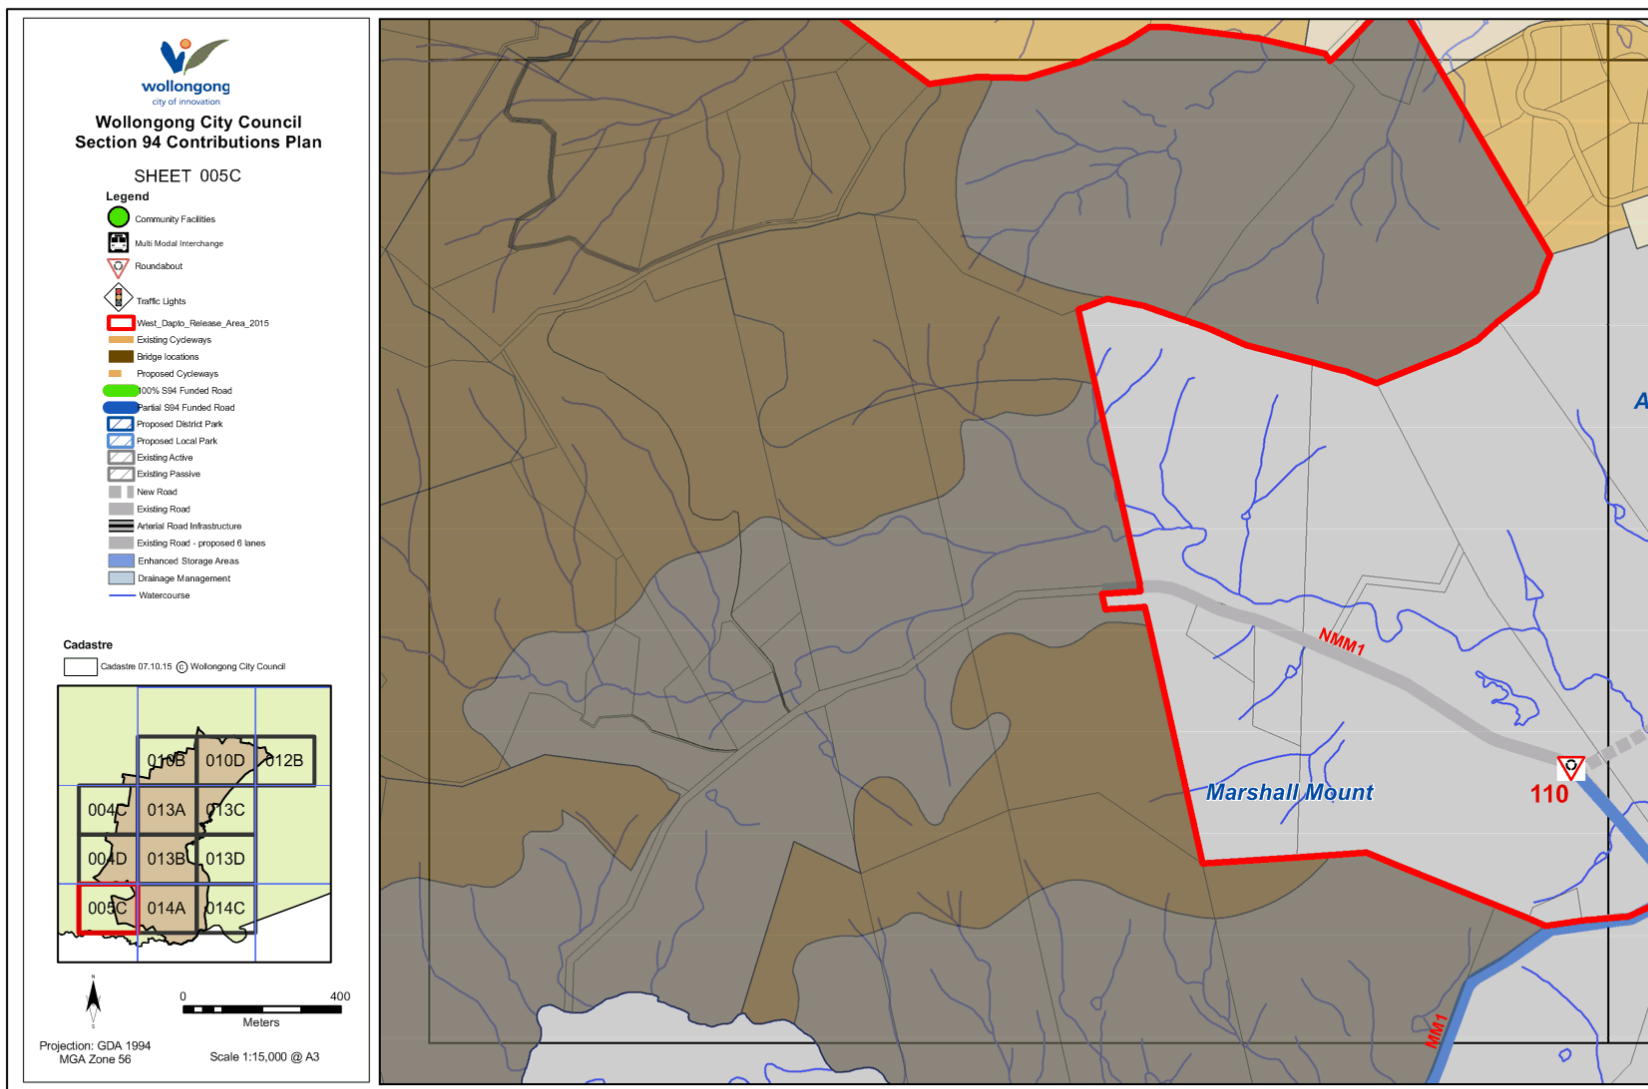 wollongong
city of innovation
Wollongong City Council
Section 94 Contributions Plan
SHEET 005C
Legend
Community Facilities
Multi Modal Interchange
Roundabout
Traffic Lights
West_Dapto_Release_Area_2015
Existing Cycleways
Bridge locations
Proposed Cycleways
100% S94 Funded Road
Partial S94 Funded Road
Proposed District Park
Proposed Local Park
Existing Active
Existing Passive
New Road
Existing Road
Arterial Road Infrastructure
Existing Road - proposed 6 lanes
Enhanced Storage Areas
Drainage Management
Watercourse
Cadastre
Cadastre 07.10.15 © Wollongong City Council
010B 010D 012B
004C 013A 013C
004D 013B 013D
005C 014A 014C
N
S
0 400
Meters
Projection: GDA 1994
MGA Zone 56
Scale 1:15,000 @ A3
A
NMM1
Marshall Mount
110
MM1